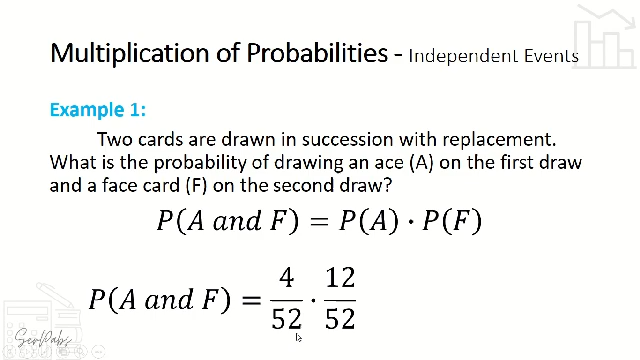 Multiplication of Probabilities - Independent Events
Example 1:
Two cards are drawn in succession with replacement.
What is the probability of drawing an ace (A) on the first draw
and a face card (F) on the second draw?
P(A and F) = P(A) · P(F)
P(A and F) = 4/52 · 12/52
SerPabs